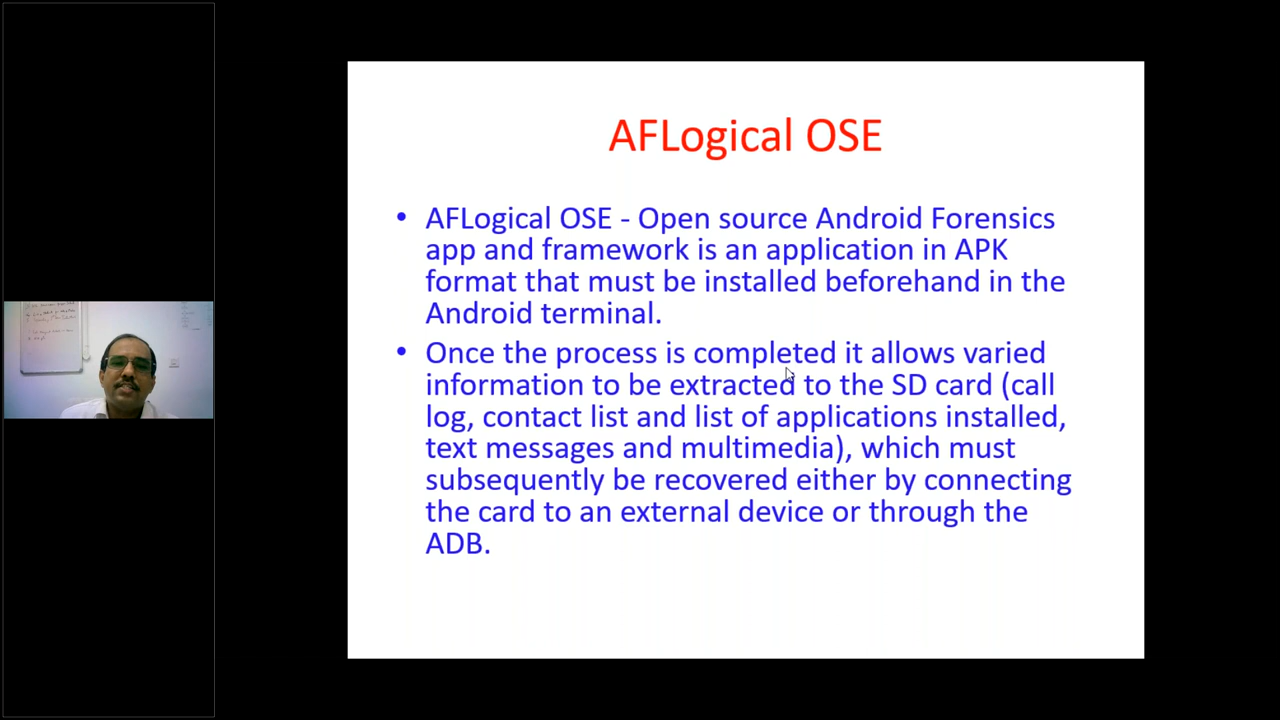 AFLogical OSE
• AFLogical OSE - Open source Android Forensics
app and framework is an application in APK
format that must be installed beforehand in the
Android terminal.
• Once the process is completed it allows varied
information to be extracted to the SD card (call
log, contact list and list of applications installed,
text messages and multimedia), which must
subsequently be recovered either by connecting
the card to an external device or through the
ADB.